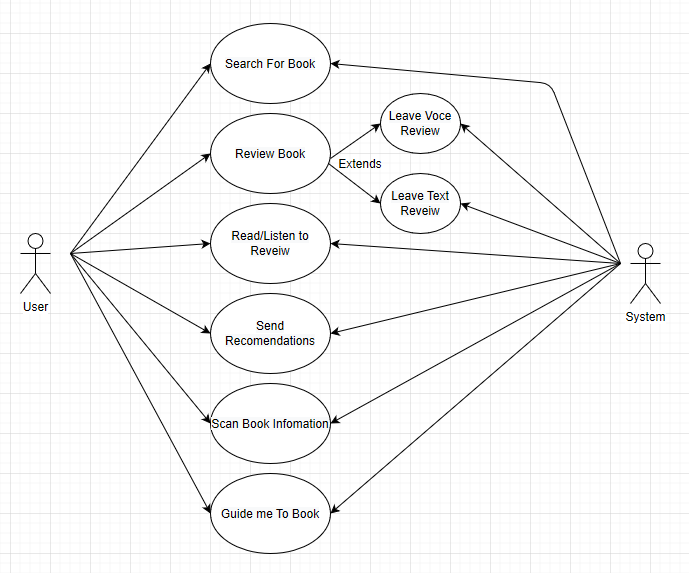 Search For Book
Leave Voce
Review
Review Book
Extends
Leave Text
Reveiw
Read/Listen to
Reveiw
User
System
Send
Recomendations
Scan Book Infomation
Guide me To Book